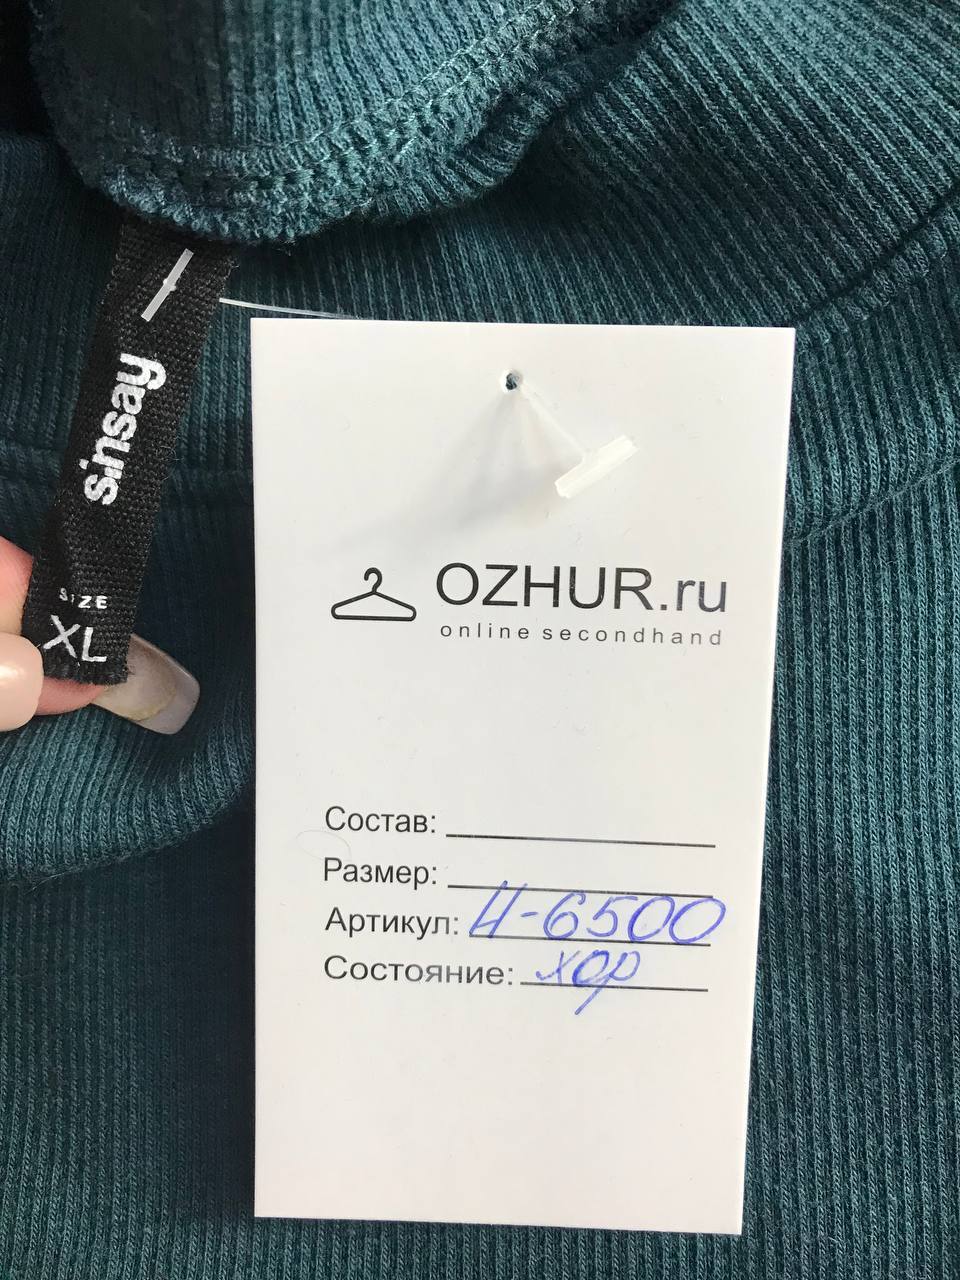 sinsay
SIZE
XL
OZHUR.ru
online secondhand
Состав:
Размер:
Артикул: Н-6500
Состояние: хор